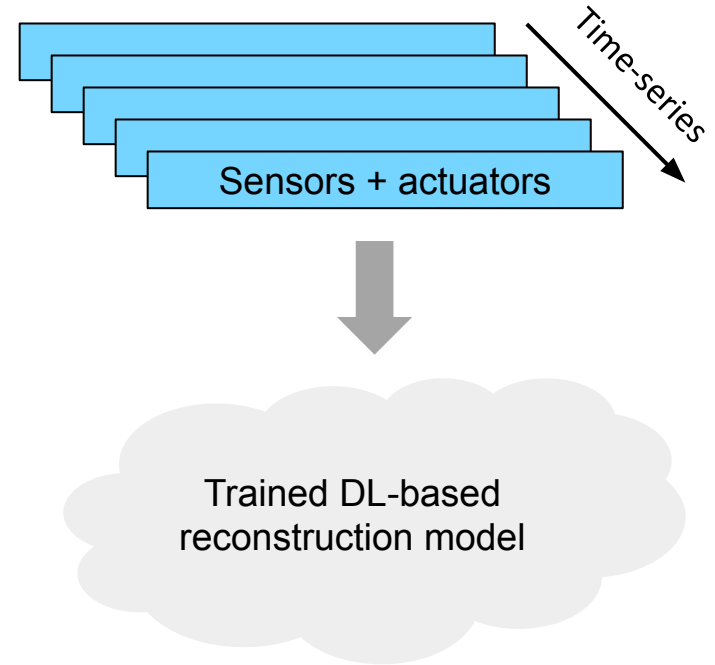 Time-series
Sensors + actuators
Trained DL-based
reconstruction model